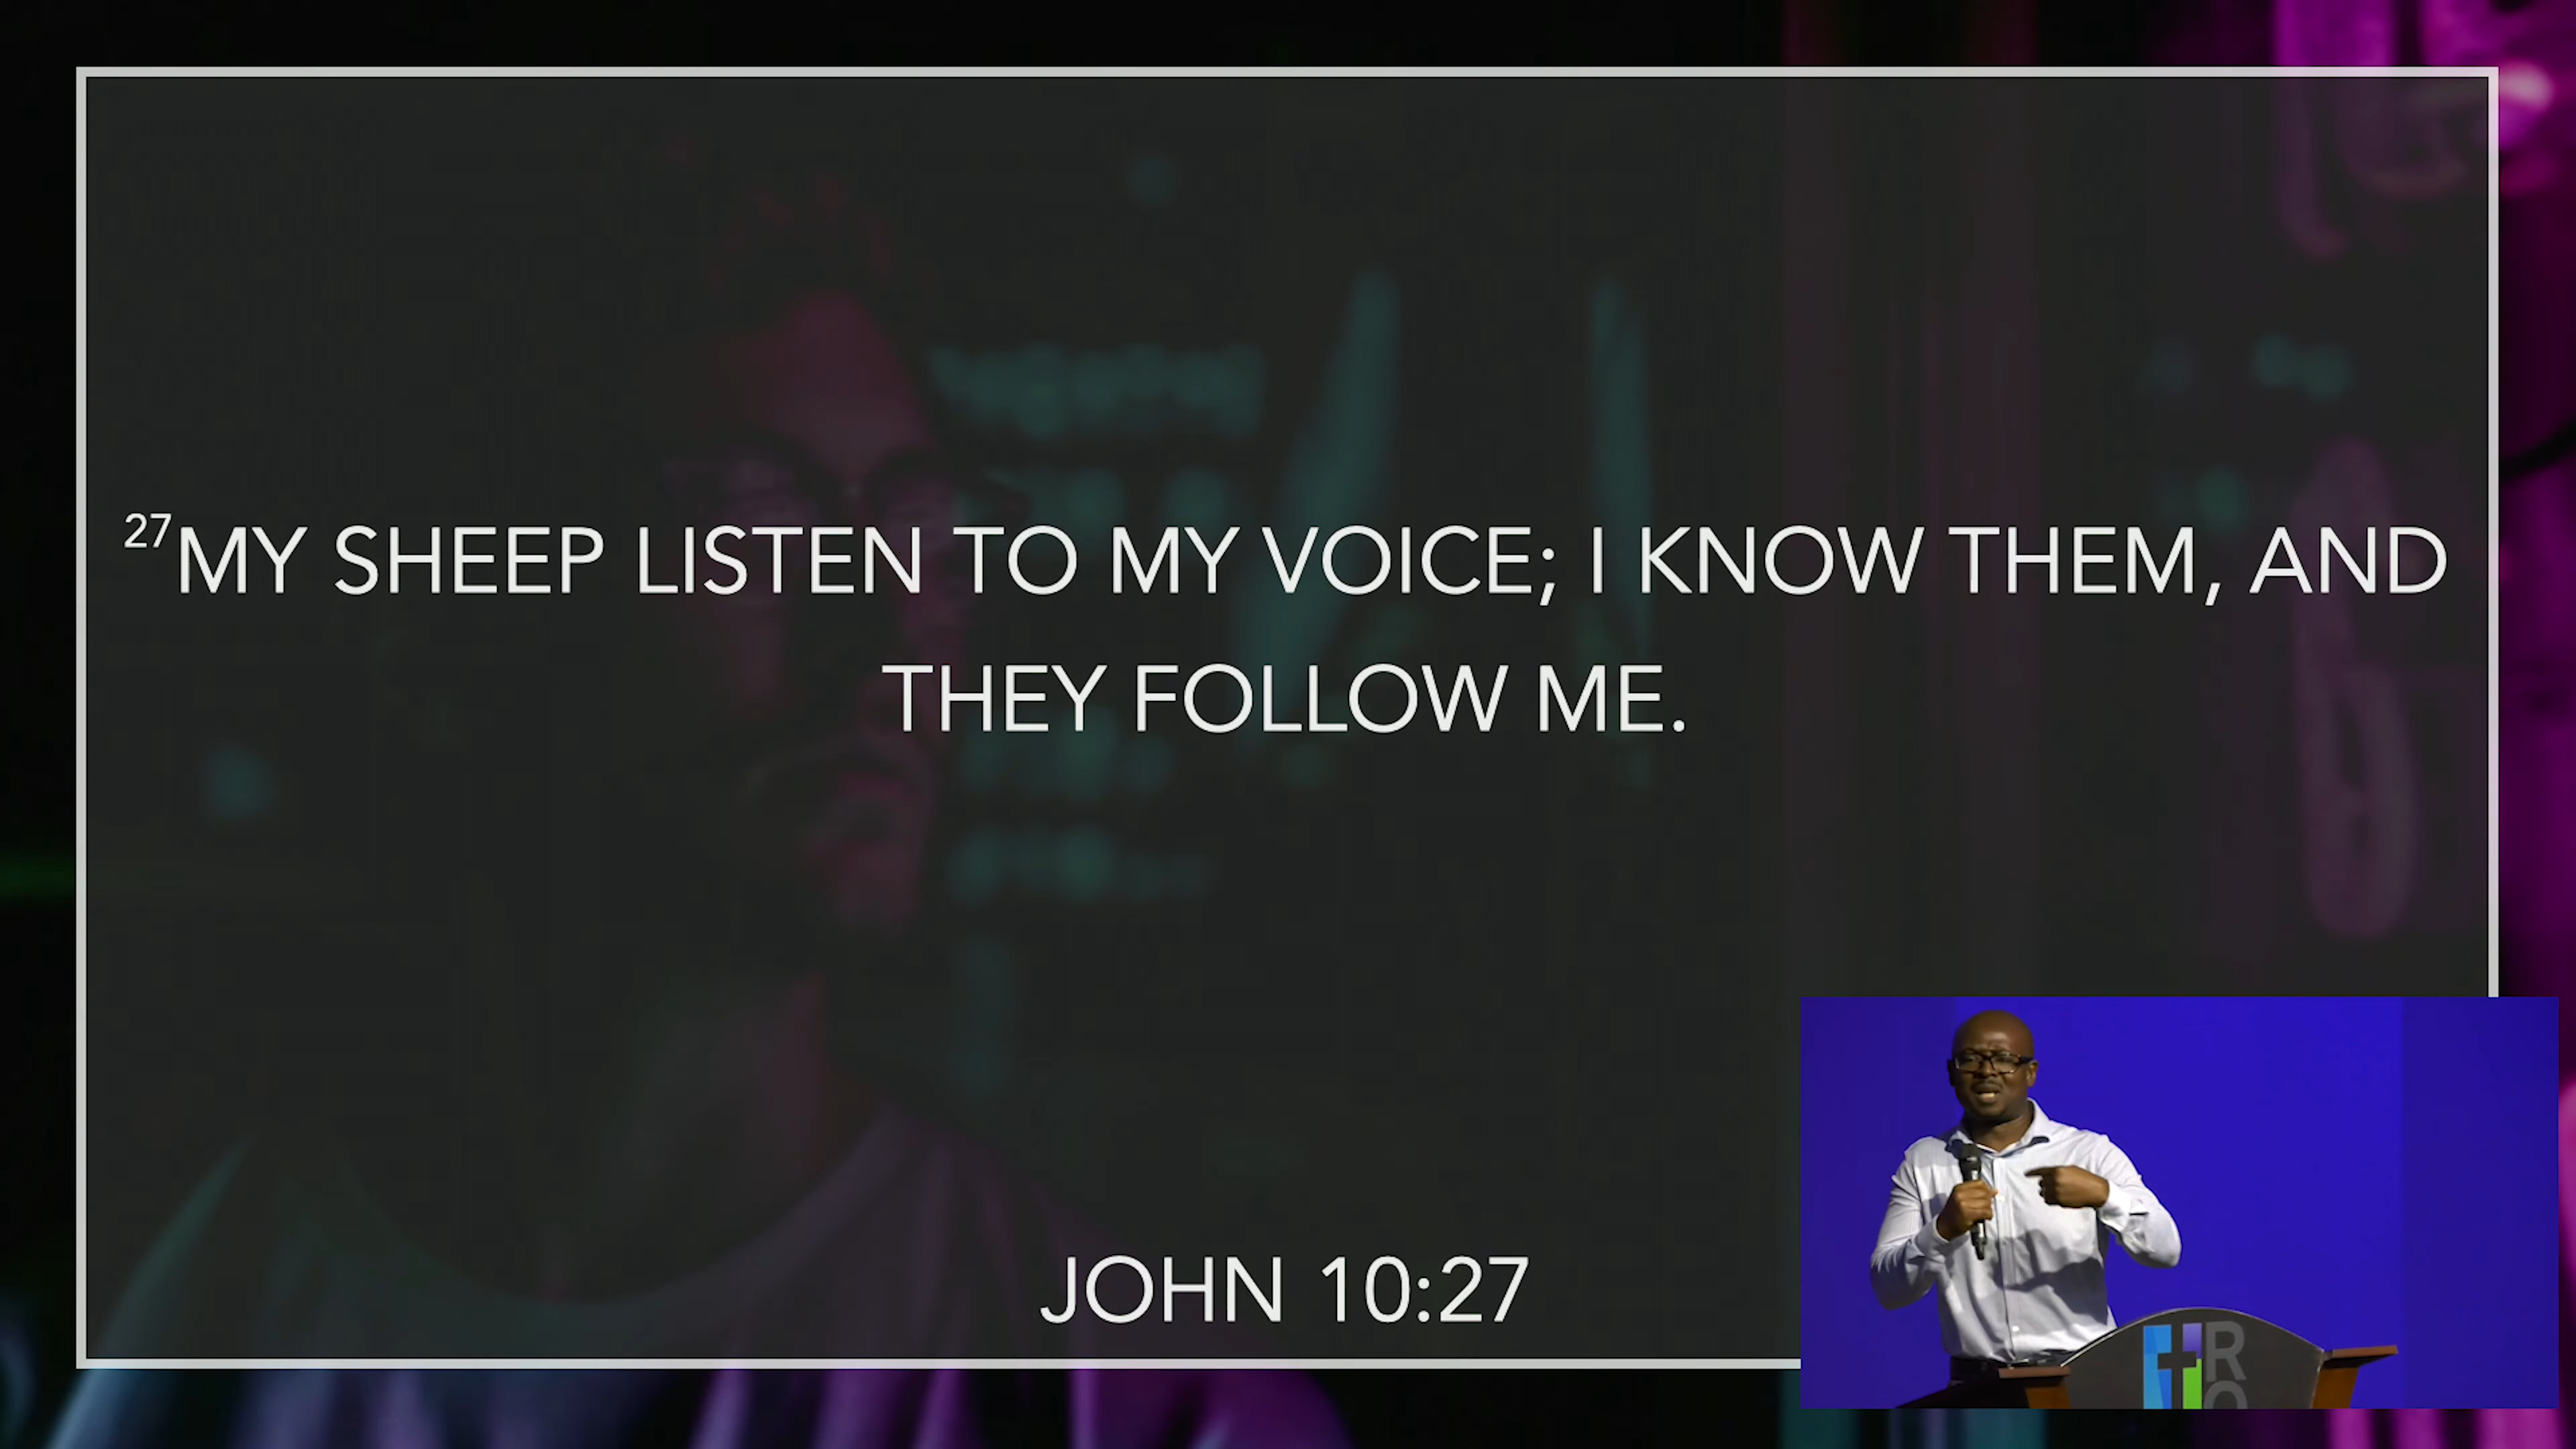 ²⁷MY SHEEP LISTEN TO MY VOICE; I KNOW THEM, AND
THEY FOLLOW ME.
JOHN 10:27
R